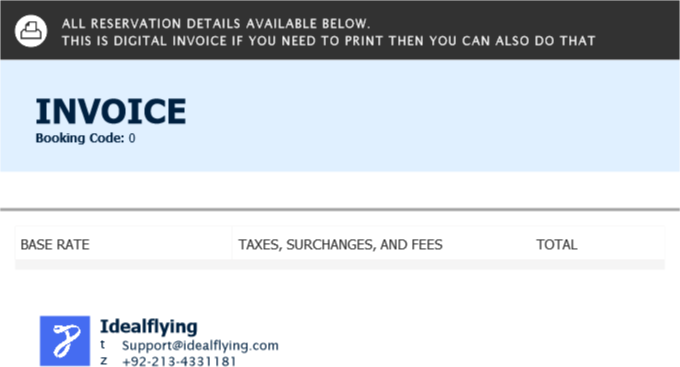 ALL RESERVATION DETAILS AVAILABLE BELOW.
THIS IS DIGITAL INVOICE IF YOU NEED TO PRINT THEN YOU CAN ALSO DO THAT
INVOICE
Booking Code: 0
BASE RATE TAXES, SURCHANGES, AND FEES TOTAL
Idealflying
t Support@idealflying.com
z +92-213-4331181